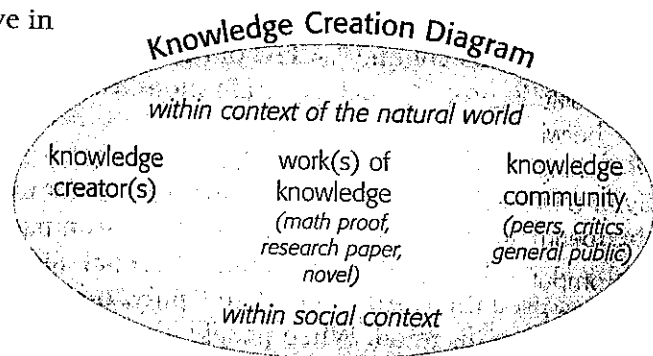 ve in
Knowledge Creation Diagram
within context of the natural world
knowledge
creator(s)
work(s) of
knowledge
(math proof,
research paper,
novel)
knowledge
community
(peers, critics
general public)
within social context